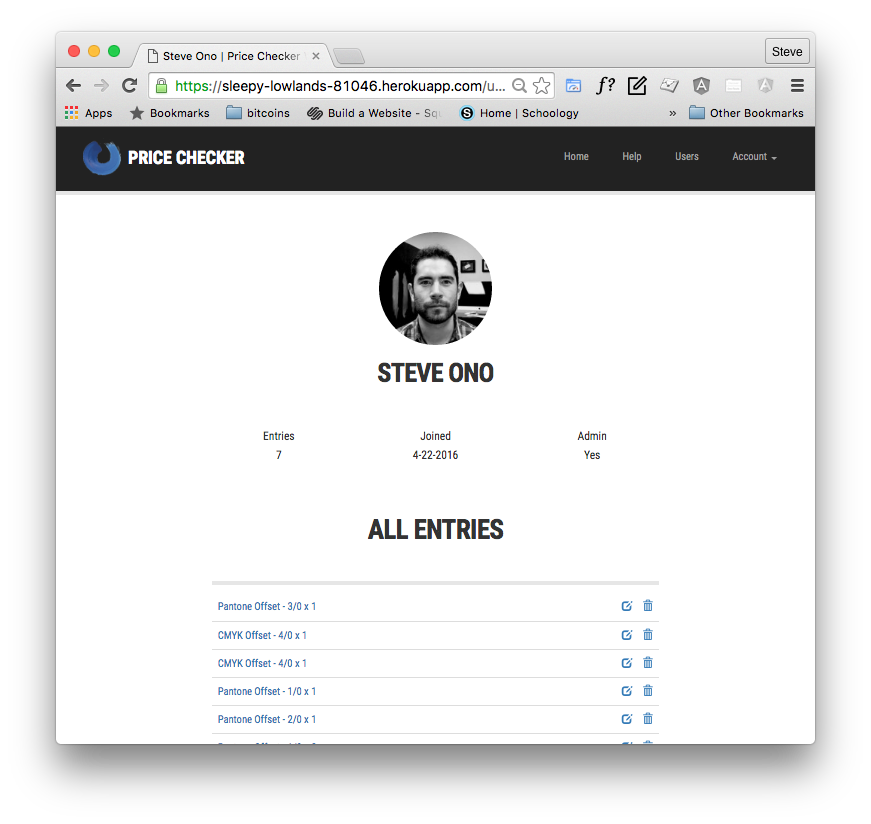 Steve Ono | Price Checker
Steve
https://sleepy-lowlands-81046.herokuapp.com/u...
f?
Apps
Bookmarks
bitcoins
Build a Website - Squ
S
Home | Schoology
»
Other Bookmarks
PRICE CHECKER
Home
Help
Users
Account
STEVE ONO
Entries
Joined
Admin
7
4-22-2016
Yes
ALL ENTRIES
Pantone Offset - 3/0 x 1
CMYK Offset - 4/0 x 1
CMYK Offset - 4/0 x 1
Pantone Offset - 1/0 x 1
Pantone Offset - 2/0 x 1